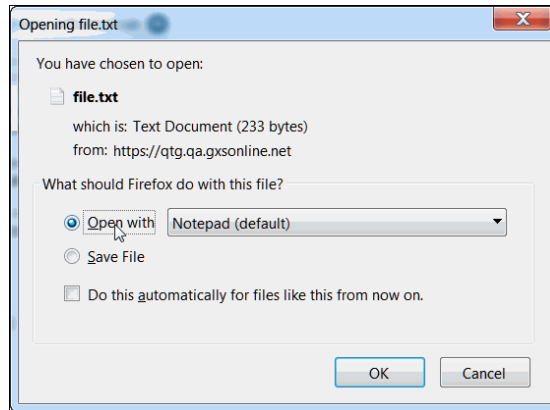 Opening file.txt
You have chosen to open:
file.txt
which is: Text Document (233 bytes)
from: https://qtg.qa.gxsonline.net
What should Firefox do with this file?
Open with Notepad (default)
Save File
Do this automatically for files like this from now on.
OK Cancel